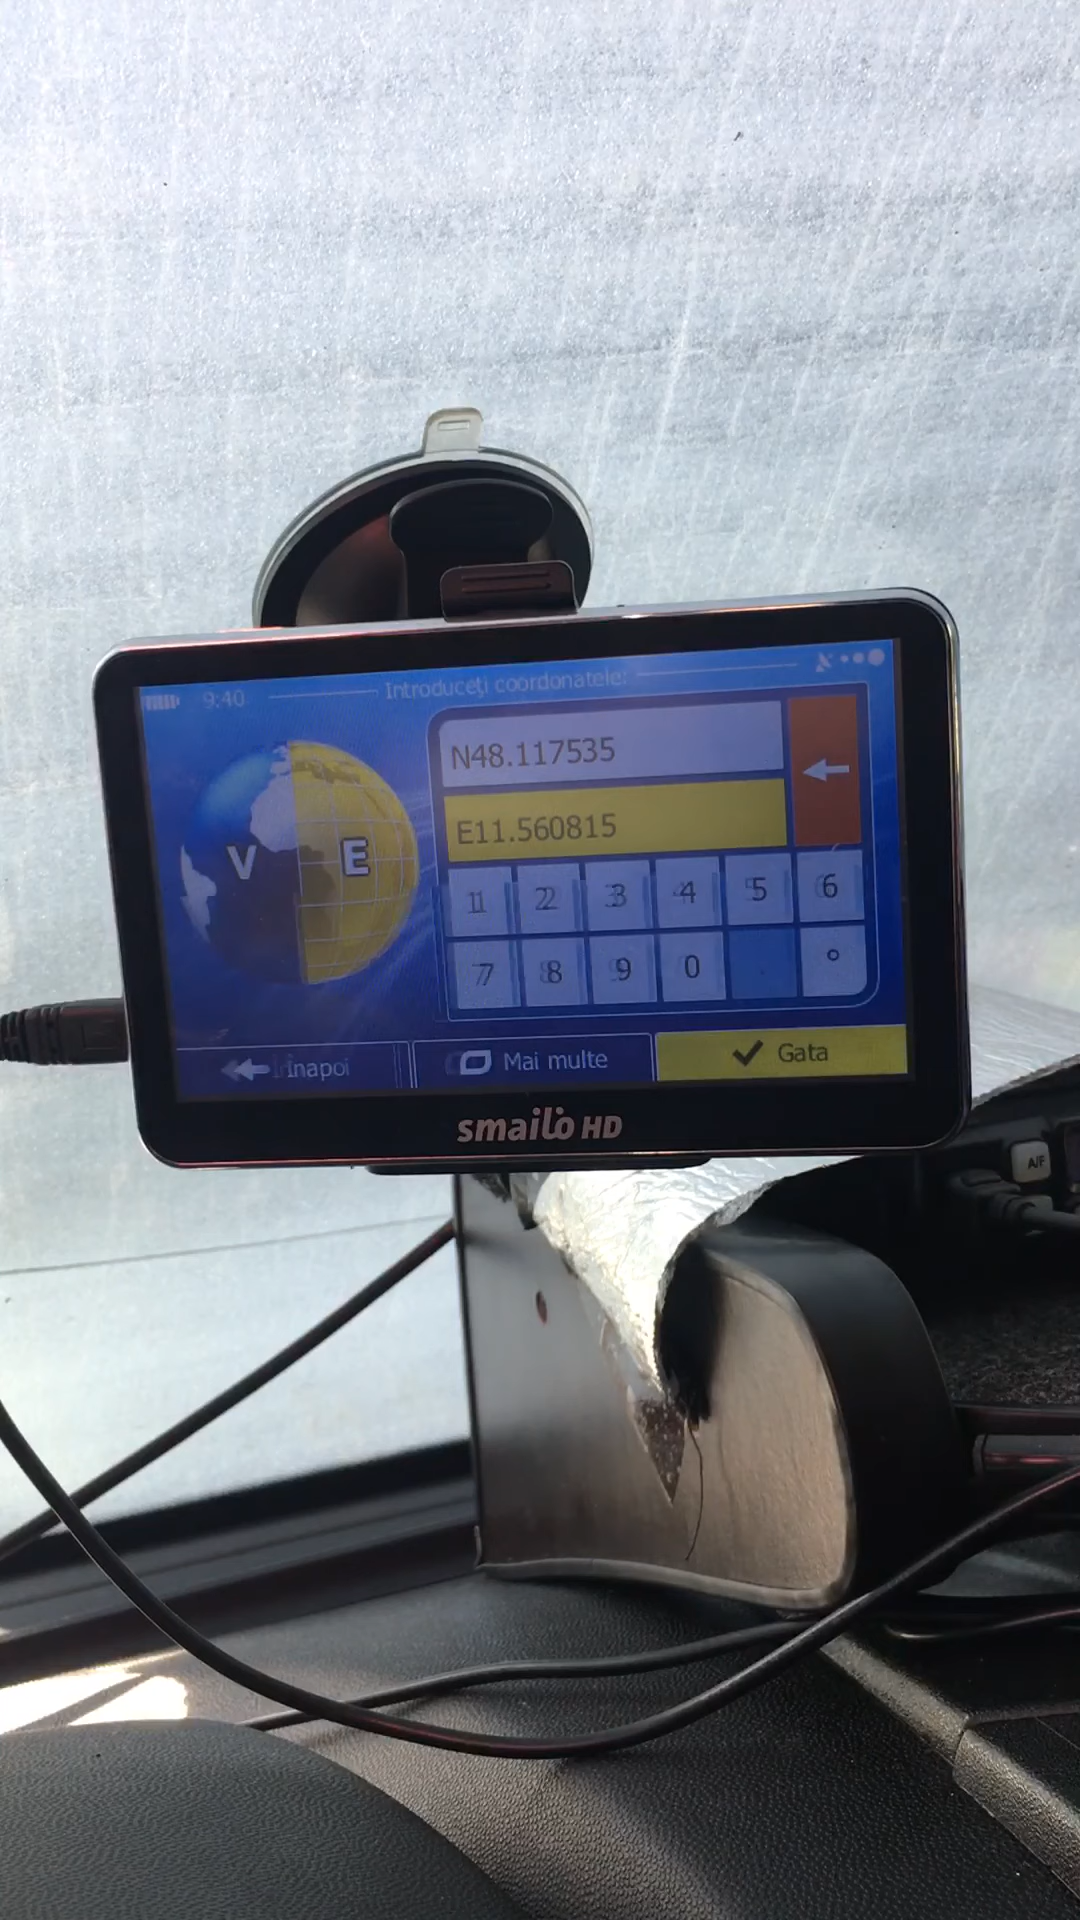 9:40
Introduceți coordonatele:
N48.117535
E11.560815
V E
1 2 3 4 5 6
7 8 9 0 . °
Înapoi
Mai multe
Gata
smailo HD
A/F